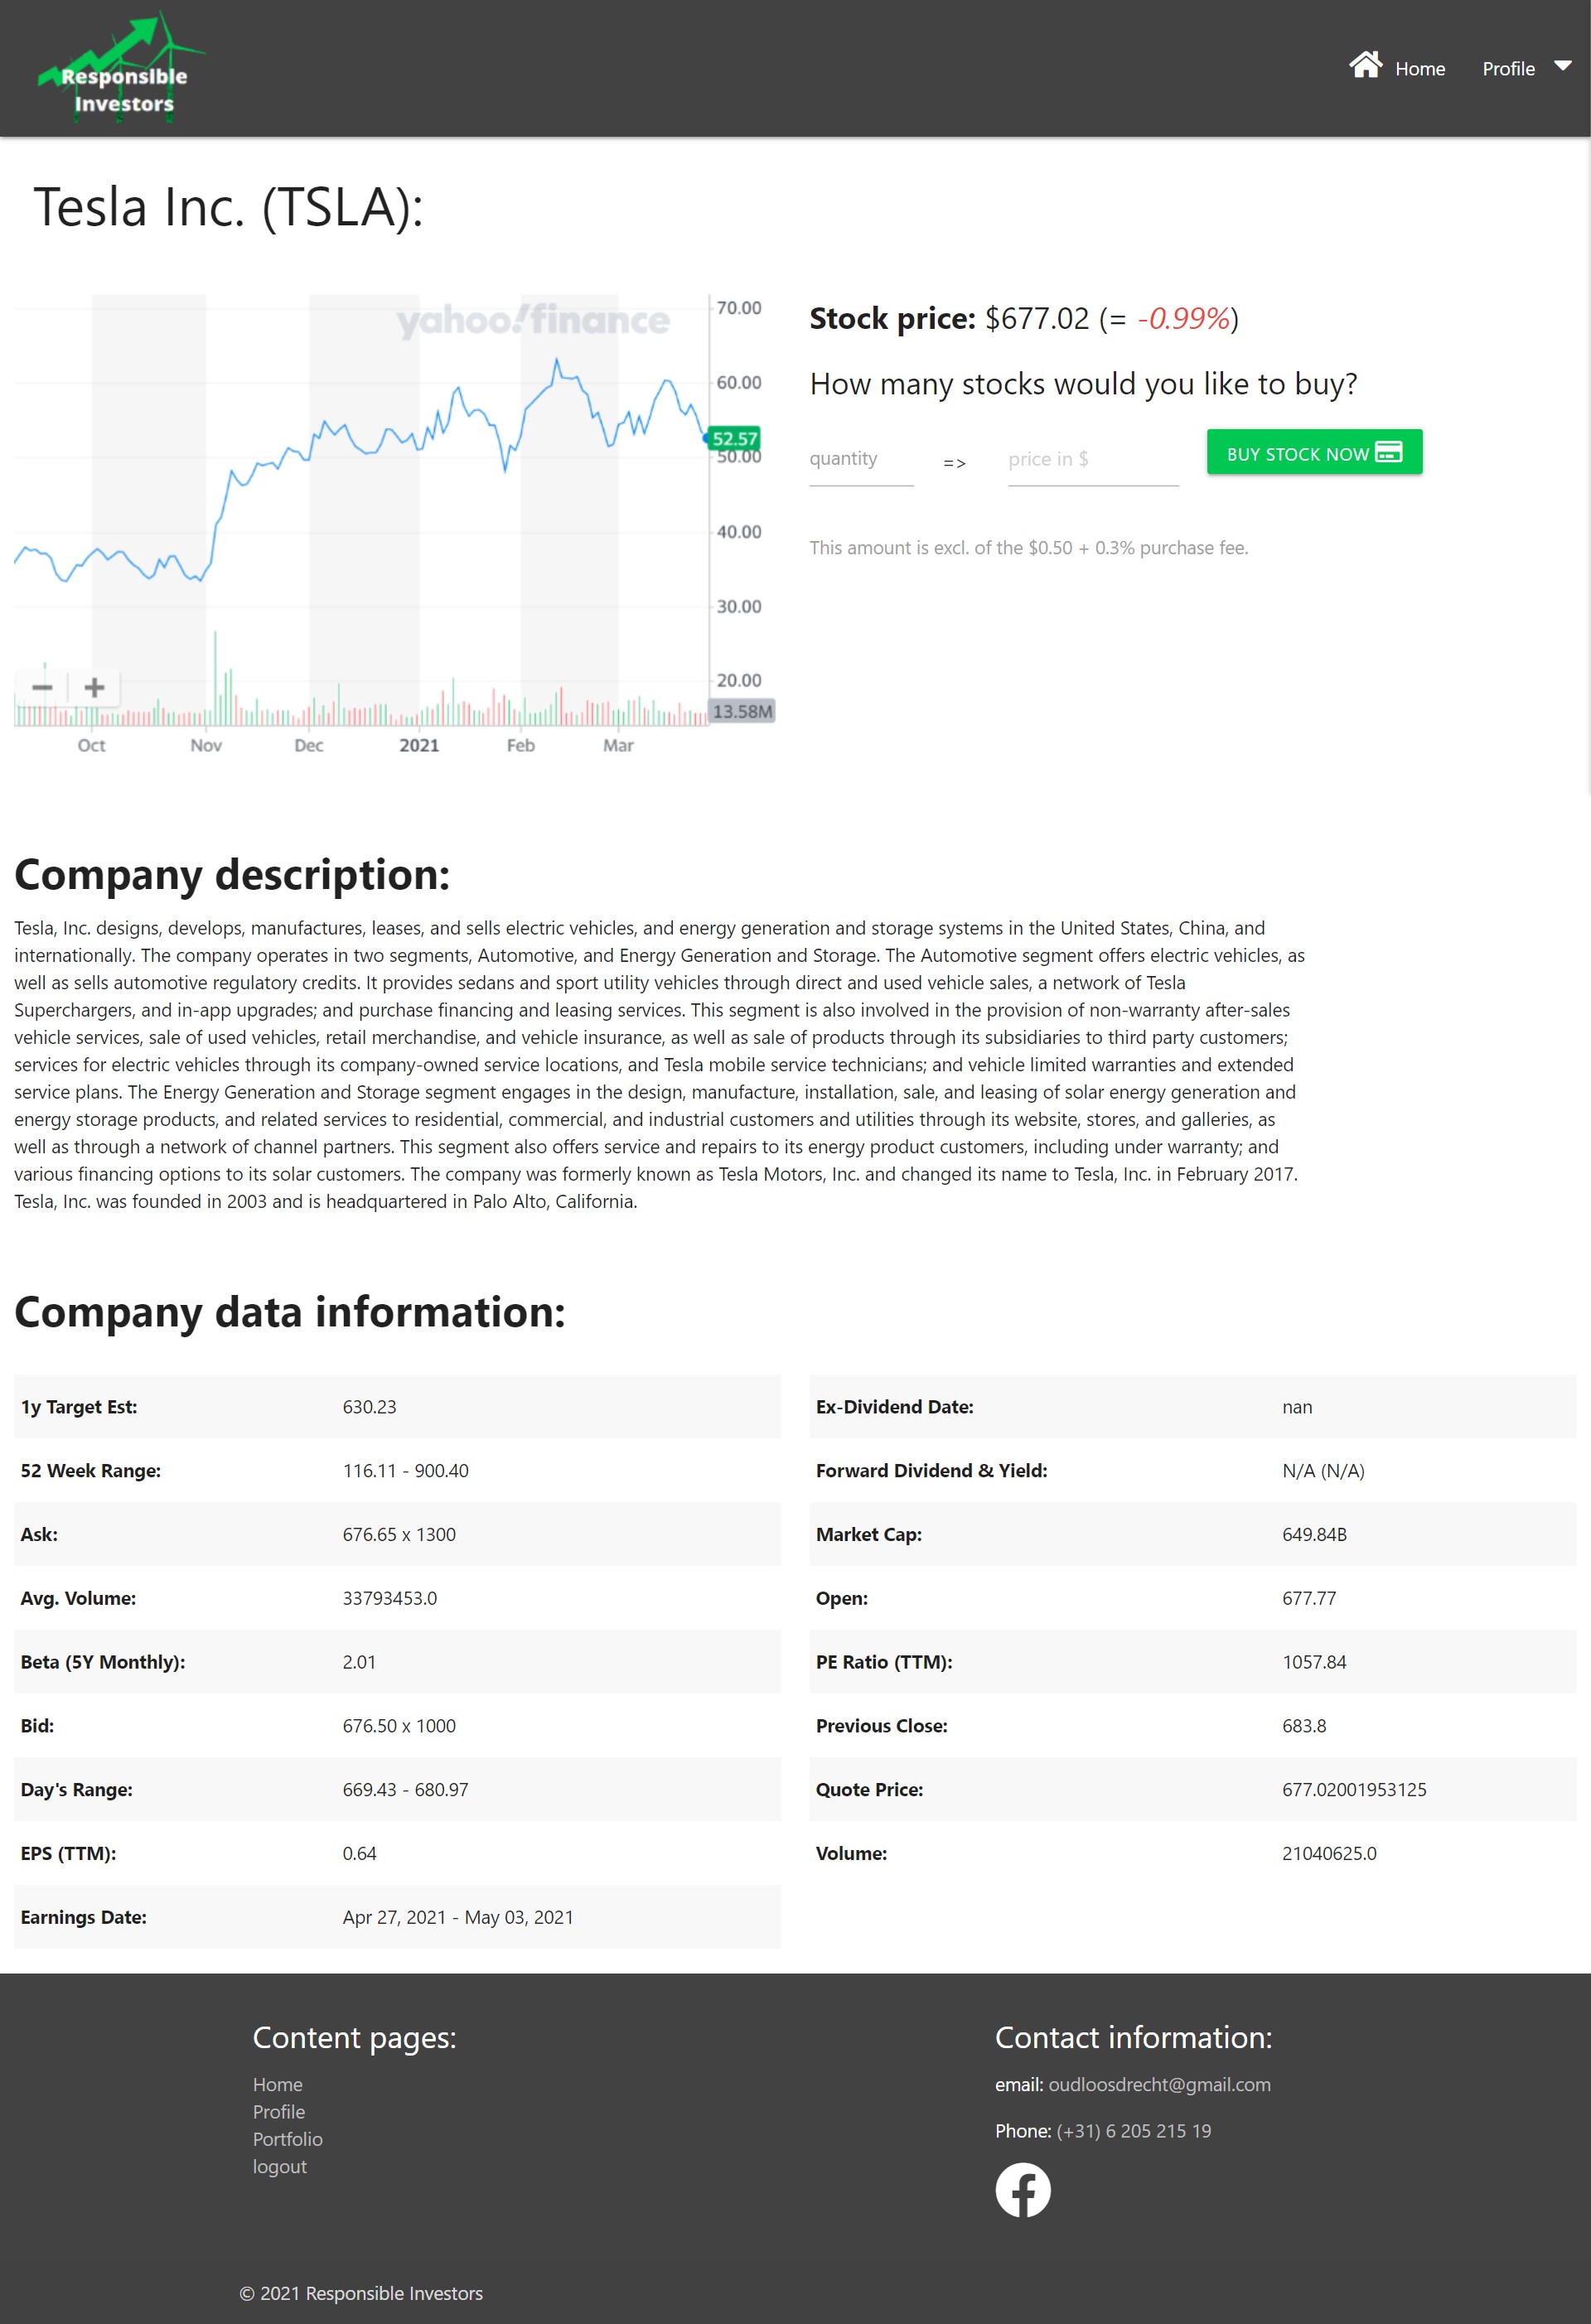 Responsible
Investors
Home
Profile
Tesla Inc. (TSLA):
yahoo!finance
70.00
60.00
52.57
50.00
40.00
30.00
20.00
13.58M
− +
Oct Nov Dec 2021 Feb Mar
Stock price: $677.02 (= -0.99%)
How many stocks would you like to buy?
quantity => price in $ BUY STOCK NOW
This amount is excl. of the $0.50 + 0.3% purchase fee.
Company description:
Tesla, Inc. designs, develops, manufactures, leases, and sells electric vehicles, and energy generation and storage systems in the United States, China, and
internationally. The company operates in two segments, Automotive, and Energy Generation and Storage. The Automotive segment offers electric vehicles, as
well as sells automotive regulatory credits. It provides sedans and sport utility vehicles through direct and used vehicle sales, a network of Tesla
Superchargers, and in-app upgrades; and purchase financing and leasing services. This segment is also involved in the provision of non-warranty after-sales
vehicle services, sale of used vehicles, retail merchandise, and vehicle insurance, as well as sale of products through its subsidiaries to third party customers;
services for electric vehicles through its company-owned service locations, and Tesla mobile service technicians; and vehicle limited warranties and extended
service plans. The Energy Generation and Storage segment engages in the design, manufacture, installation, sale, and leasing of solar energy generation and
energy storage products, and related services to residential, commercial, and industrial customers and utilities through its website, stores, and galleries, as
well as through a network of channel partners. This segment also offers service and repairs to its energy product customers, including under warranty; and
various financing options to its solar customers. The company was formerly known as Tesla Motors, Inc. and changed its name to Tesla, Inc. in February 2017.
Tesla, Inc. was founded in 2003 and is headquartered in Palo Alto, California.
Company data information:
1y Target Est: 630.23
52 Week Range: 116.11 - 900.40
Ask: 676.65 x 1300
Avg. Volume: 33793453.0
Beta (5Y Monthly): 2.01
Bid: 676.50 x 1000
Day's Range: 669.43 - 680.97
EPS (TTM): 0.64
Earnings Date: Apr 27, 2021 - May 03, 2021
Ex-Dividend Date: nan
Forward Dividend & Yield: N/A (N/A)
Market Cap: 649.84B
Open: 677.77
PE Ratio (TTM): 1057.84
Previous Close: 683.8
Quote Price: 677.02001953125
Volume: 21040625.0
Content pages:
Home
Profile
Portfolio
logout
Contact information:
email: oudloosdrecht@gmail.com
Phone: (+31) 6 205 215 19
© 2021 Responsible Investors